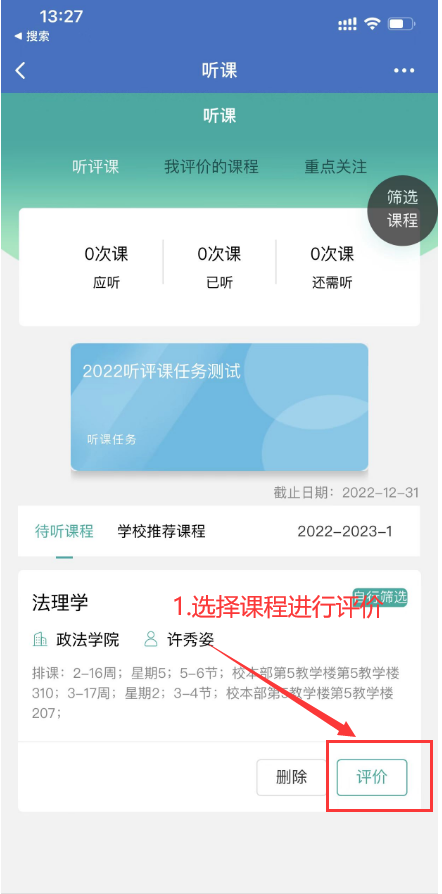 13:27
◀ 搜索
听课
听课
听评课 我评价的课程 重点关注
筛选
课程
0次课 0次课 0次课
应听 已听 还需听
2022听评课任务测试
听课任务
截止日期：2022-12-31
待听课程 学校推荐课程 2022-2023-1
自行筛选
法理学
1.选择课程进行评价
政法学院 许秀姿
排课：2-16周；星期5；5-6节；校本部第5教学楼第5教学楼
310；3-17周；星期2；3-4节；校本部第5教学楼第5教学楼
207；
删除 评价